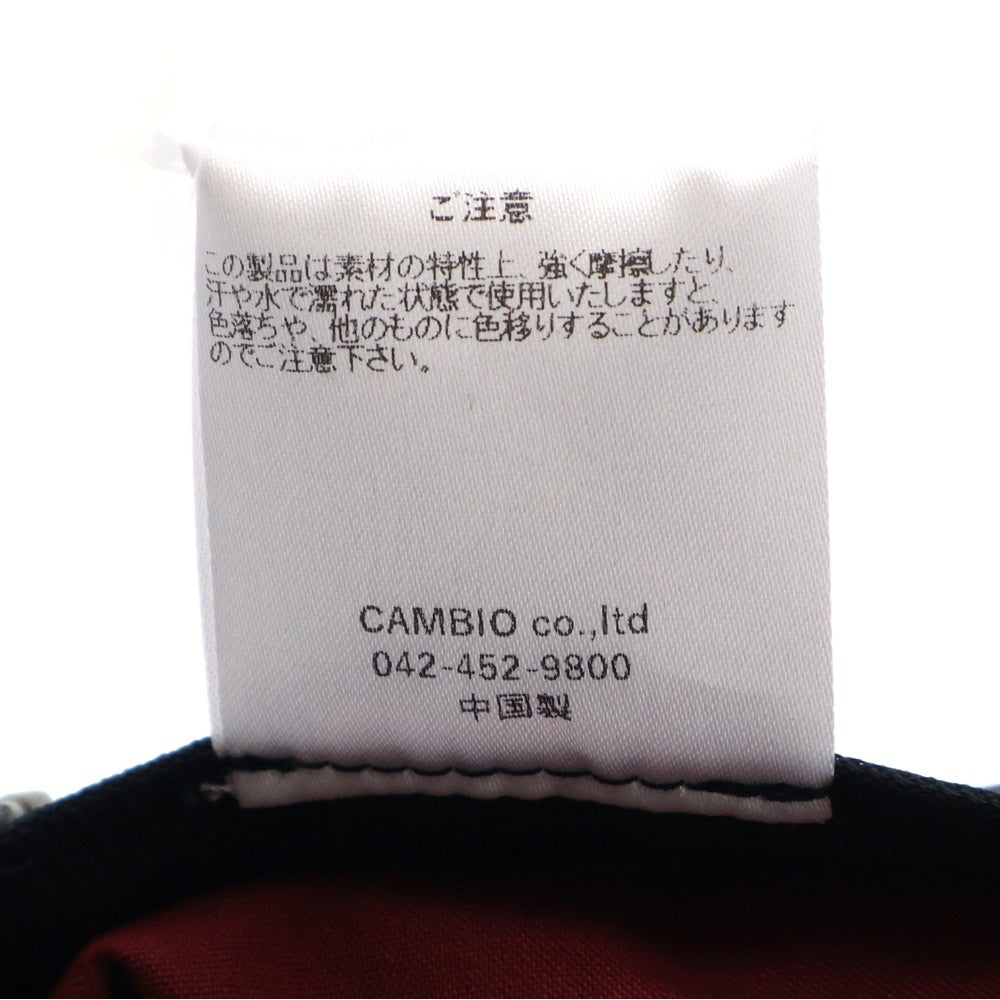 ご注意
この製品は素材の特性上、強く摩擦したり、
汗や水で濡れた状態で使用いたしますと、
色落ちや、他のものに色移りすることがあります
のでご注意下さい。
CAMBIO co.,ltd
042-452-9800
中国製